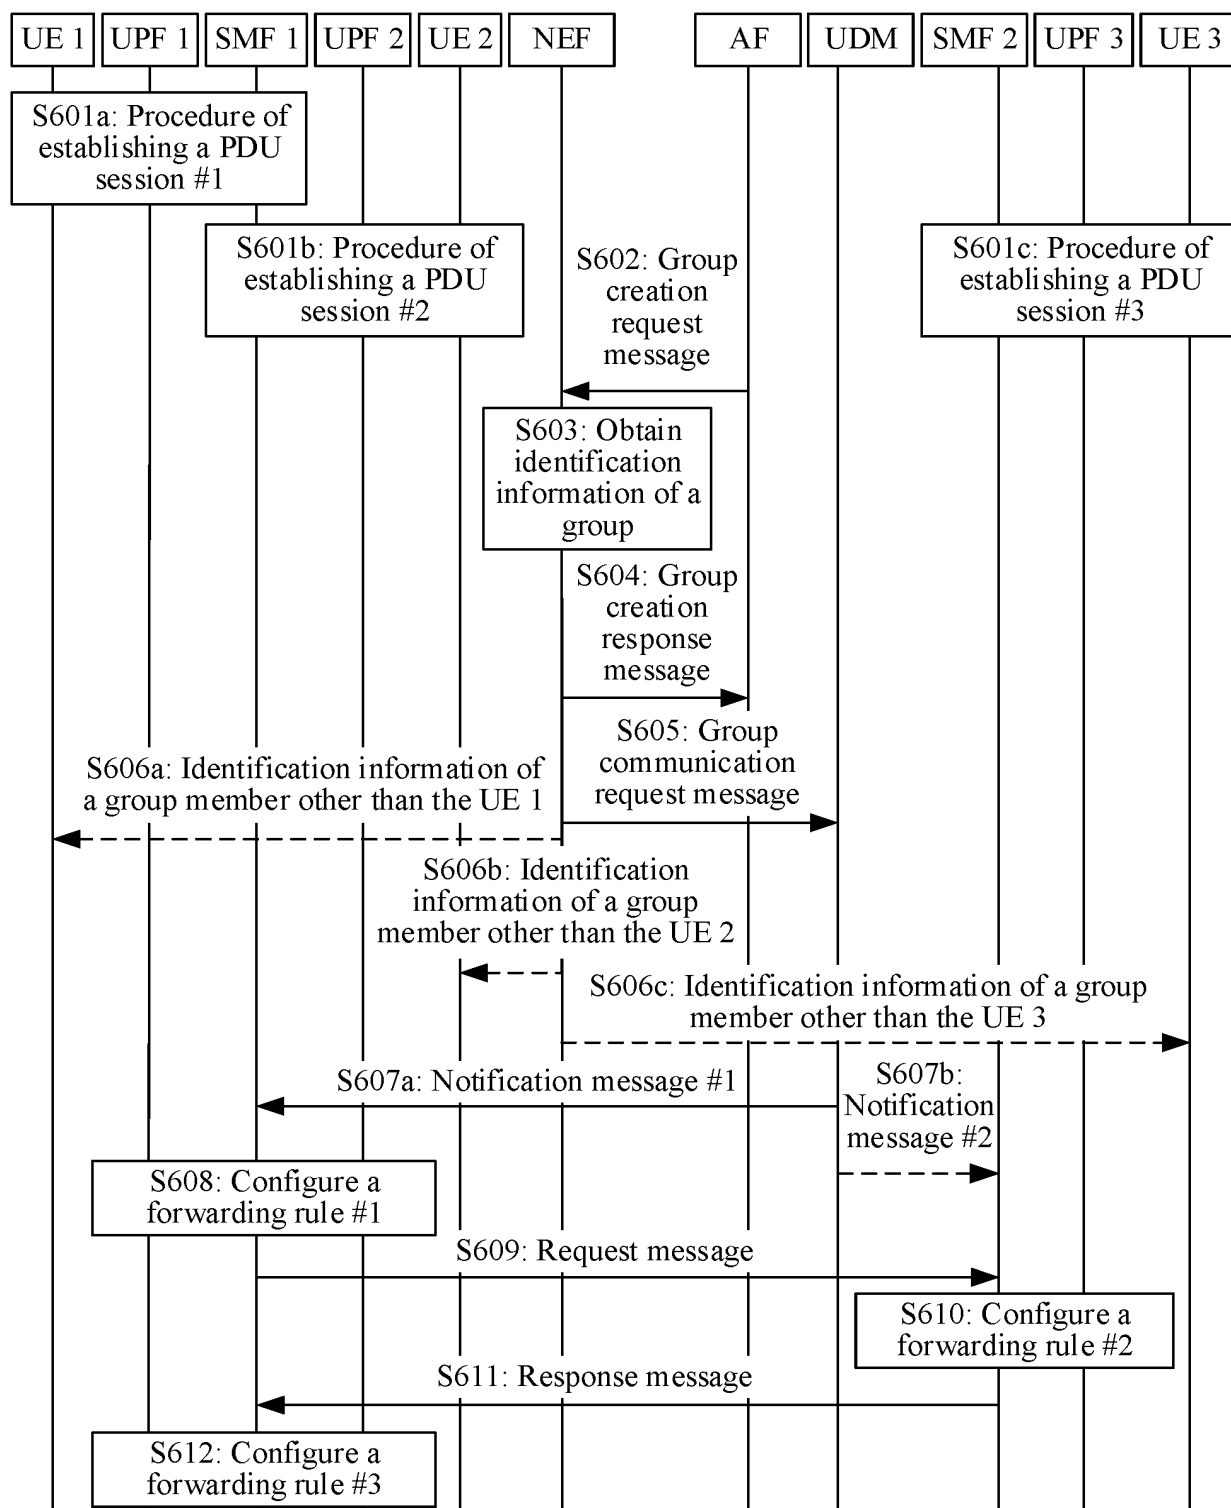 UE 1
UPF 1
SMF 1
UPF 2
UE 2
NEF
AF
UDM
SMF 2
UPF 3
UE 3
S601a: Procedure of
establishing a PDU
session #1
S601b: Procedure of
establishing a PDU
session #2
S601c: Procedure of
establishing a PDU
session #3
S602: Group
creation
request
message
S603: Obtain
identification
information of a
group
S604: Group
creation
response
message
S605: Group
communication
request message
S606a: Identification information of
a group member other than the UE 1
S606b: Identification
information of a group
member other than the UE 2
S606c: Identification information of a group
member other than the UE 3
S607a: Notification message #1
S607b:
Notification
message #2
S608: Configure a
forwarding rule #1
S609: Request message
S610: Configure a
forwarding rule #2
S611: Response message
S612: Configure a
forwarding rule #3